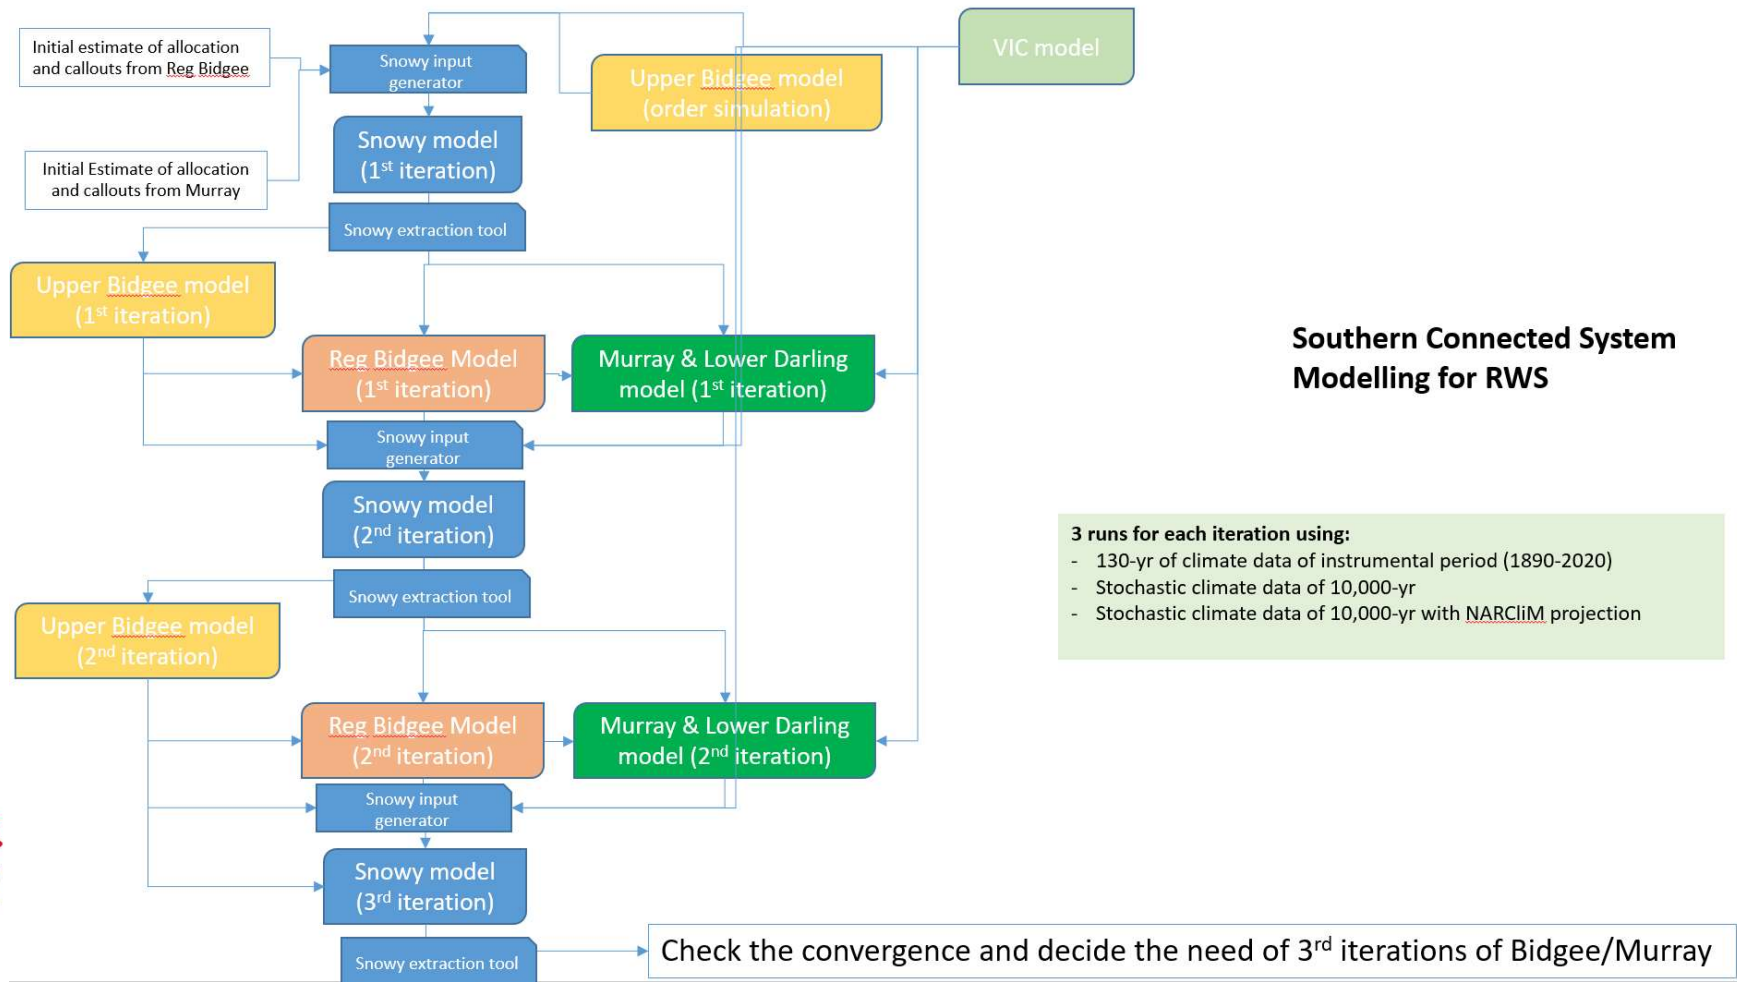 Initial estimate of allocation
and callouts from Reg Bidgee
Snowy input
generator
Upper Bidgee model
(order simulation)
VIC model
Snowy model
(1st iteration)
Initial Estimate of allocation
and callouts from Murray
Snowy extraction tool
Upper Bidgee model
(1st iteration)
Reg Bidgee Model
(1st iteration)
Murray & Lower Darling
model (1st iteration)
Southern Connected System
Modelling for RWS
Snowy input
generator
Snowy model
(2nd iteration)
3 runs for each iteration using:
- 130-yr of climate data of instrumental period (1890-2020)
- Stochastic climate data of 10,000-yr
- Stochastic climate data of 10,000-yr with NARCliM projection
Snowy extraction tool
Upper Bidgee model
(2nd iteration)
Reg Bidgee Model
(2nd iteration)
Murray & Lower Darling
model (2nd iteration)
Snowy input
generator
Snowy model
(3rd iteration)
Snowy extraction tool
Check the convergence and decide the need of 3rd iterations of Bidgee/Murray